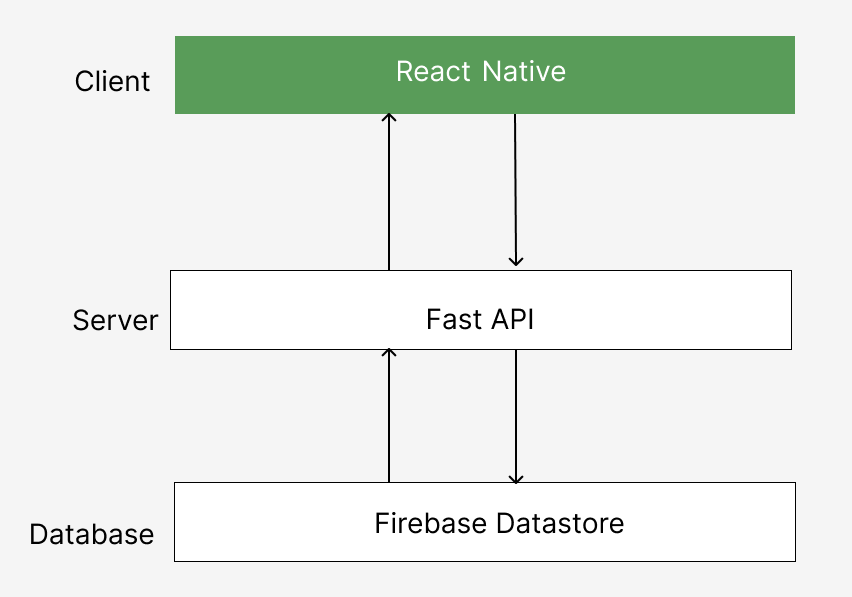 Client
React Native
Server
Fast API
Database
Firebase Datastore